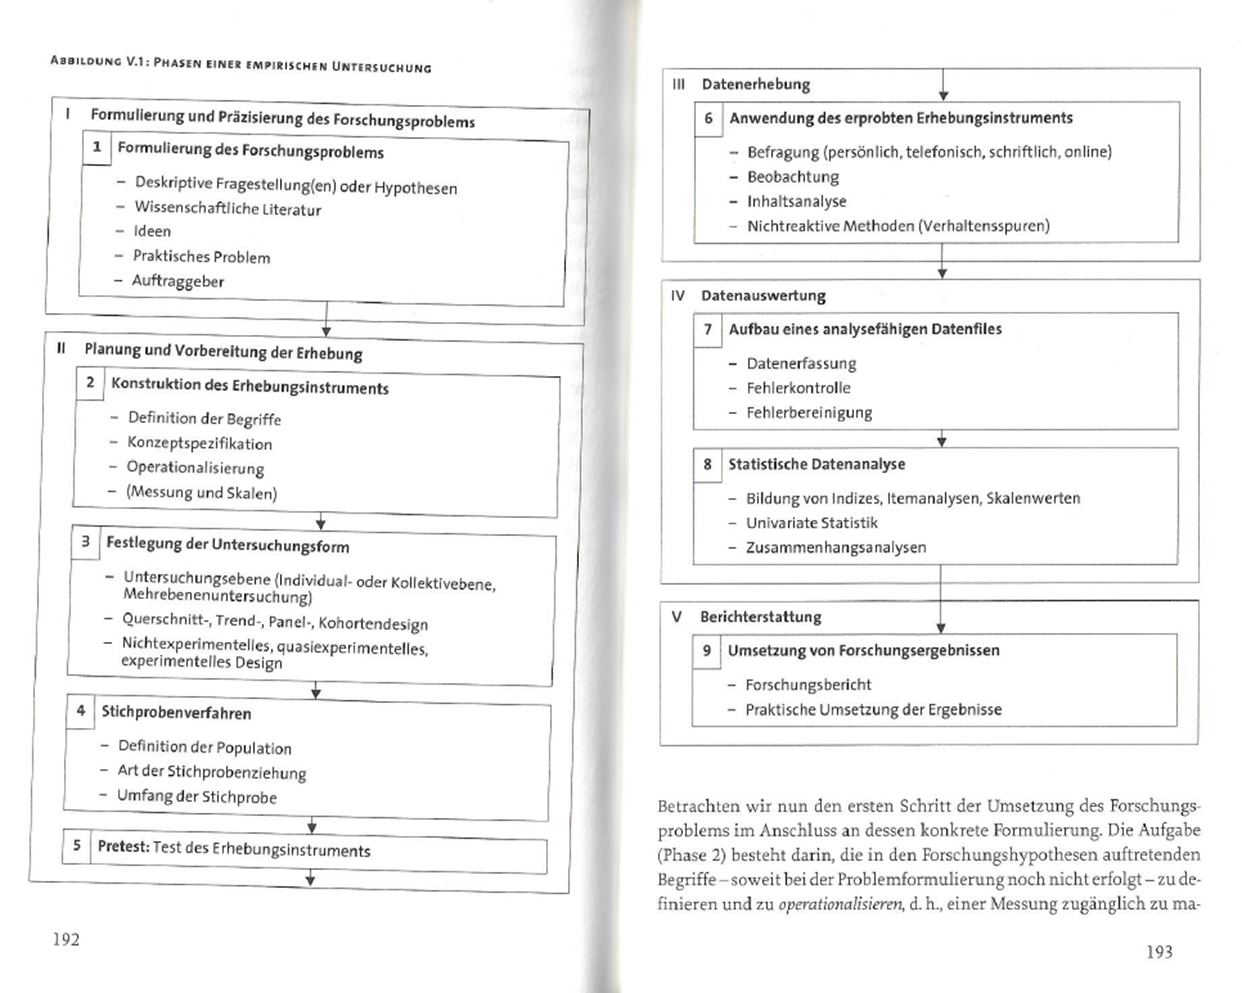 ABBILDUNG V.1: PHASEN EINER EMPIRISCHEN UNTERSUCHUNG
I Formulierung und Präzisierung des Forschungsproblems
1 Formulierung des Forschungsproblems
– Deskriptive Fragestellung(en) oder Hypothesen
– Wissenschaftliche Literatur
– Ideen
– Praktisches Problem
– Auftraggeber
II Planung und Vorbereitung der Erhebung
2 Konstruktion des Erhebungsinstruments
– Definition der Begriffe
– Konzeptspezifikation
– Operationalisierung
– (Messung und Skalen)
3 Festlegung der Untersuchungsform
– Untersuchungsebene (Individual- oder Kollektivebene,
Mehrebenenuntersuchung)
– Querschnitt-, Trend-, Panel-, Kohortendesign
– Nichtexperimentelles, quasiexperimentelles,
experimentelles Design
4 Stichprobenverfahren
– Definition der Population
– Art der Stichprobenziehung
– Umfang der Stichprobe
5 Pretest: Test des Erhebungsinstruments
192
III Datenerhebung
6 Anwendung des erprobten Erhebungsinstruments
– Befragung (persönlich, telefonisch, schriftlich, online)
– Beobachtung
– Inhaltsanalyse
– Nichtreaktive Methoden (Verhaltensspuren)
IV Datenauswertung
7 Aufbau eines analysefähigen Datenfiles
– Datenerfassung
– Fehlerkontrolle
– Fehlerbereinigung
8 Statistische Datenanalyse
– Bildung von Indizes, Itemanalysen, Skalenwerten
– Univariate Statistik
– Zusammenhangsanalysen
V Berichterstattung
9 Umsetzung von Forschungsergebnissen
– Forschungsbericht
– Praktische Umsetzung der Ergebnisse
Betrachten wir nun den ersten Schritt der Umsetzung des Forschungs-
problems im Anschluss an dessen konkrete Formulierung. Die Aufgabe
(Phase 2) besteht darin, die in den Forschungshypothesen auftretenden
Begriffe – soweit bei der Problemformulierung noch nicht erfolgt – zu de-
finieren und zu operationalisieren, d. h., einer Messung zugänglich zu ma-
193